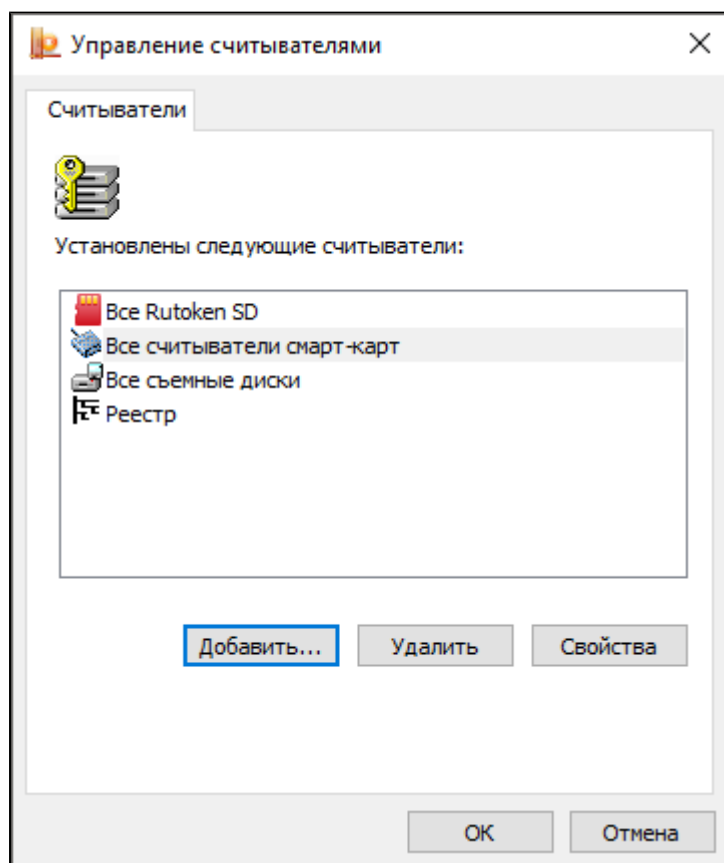 Управление считывателями
Считыватели
Установлены следующие считыватели:
Все Rutoken SD
Все считыватели смарт-карт
Все съемные диски
Реестр
Добавить... Удалить Свойства
ОК Отмена